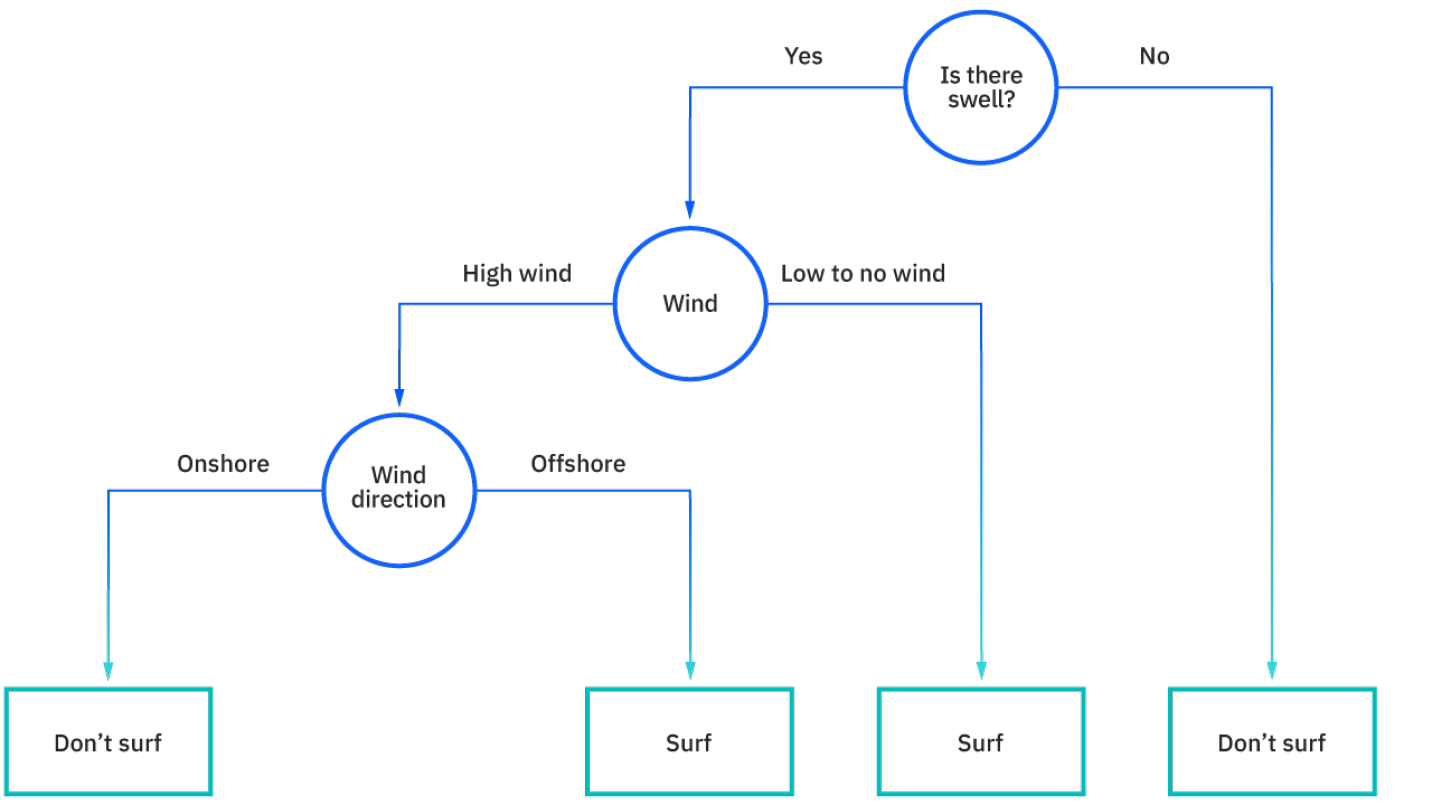 Yes
No
Is there
swell?
High wind
Low to no wind
Wind
Onshore
Offshore
Wind
direction
Don’t surf
Surf
Surf
Don’t surf